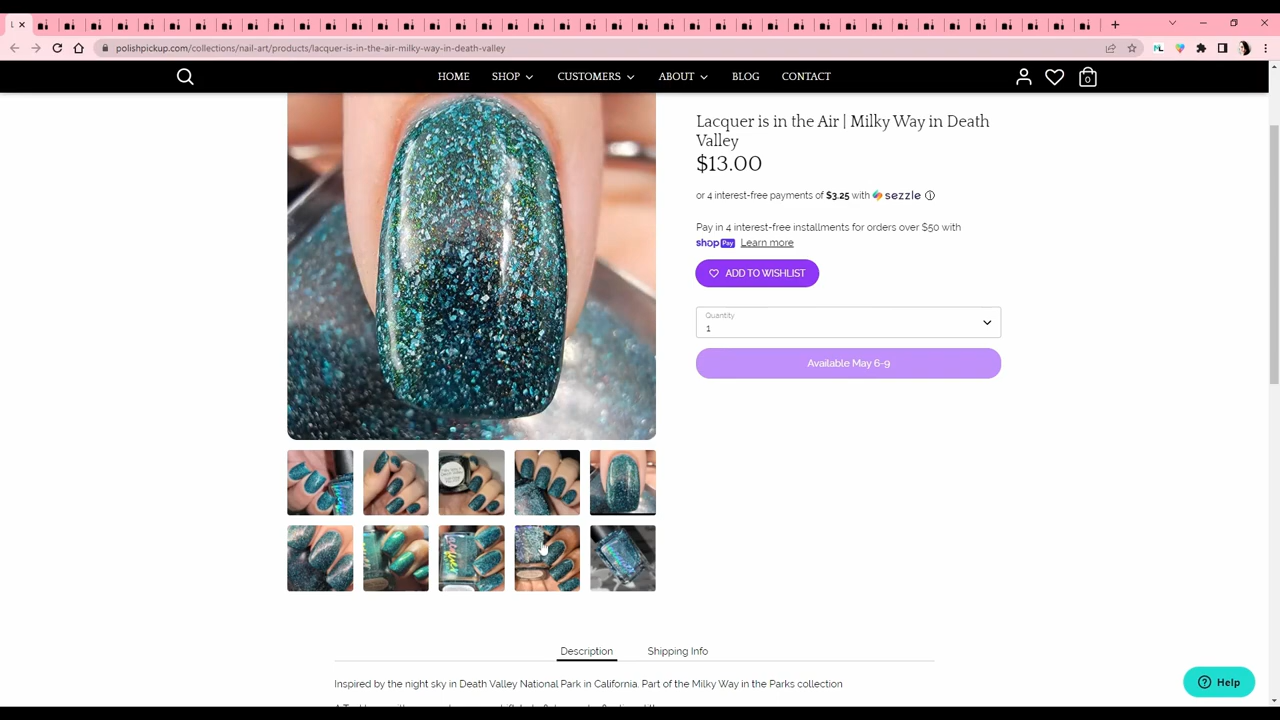 polishpickup.com/collections/nail-art/products/lacquer-is-in-the-air-milky-way-in-death-valley
HOME
SHOP
CUSTOMERS
ABOUT
BLOG
CONTACT
0
Lacquer is in the Air | Milky Way in Death
Valley
$13.00
or 4 interest-free payments of $3.25 with sezzle
Pay in 4 interest-free installments for orders over $50 with
shop Pay Learn more
ADD TO WISHLIST
Quantity
1
Available May 6-9
Description
Shipping Info
Inspired by the night sky in Death Valley National Park in California. Part of the Milky Way in the Parks collection
Help